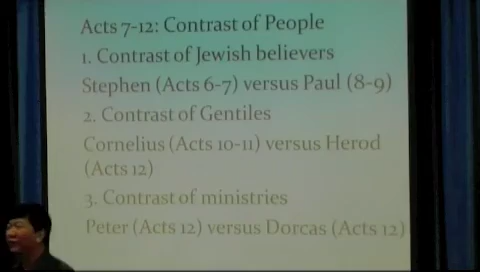 Acts 7-12: Contrast of People
1. Contrast of Jewish believers
Stephen (Acts 6-7) versus Paul (8-9)
2. Contrast of Gentiles
Cornelius (Acts 10-11) versus Herod
(Acts 12)
3. Contrast of ministries
Peter (Acts 12) versus Dorcas (Acts 12)